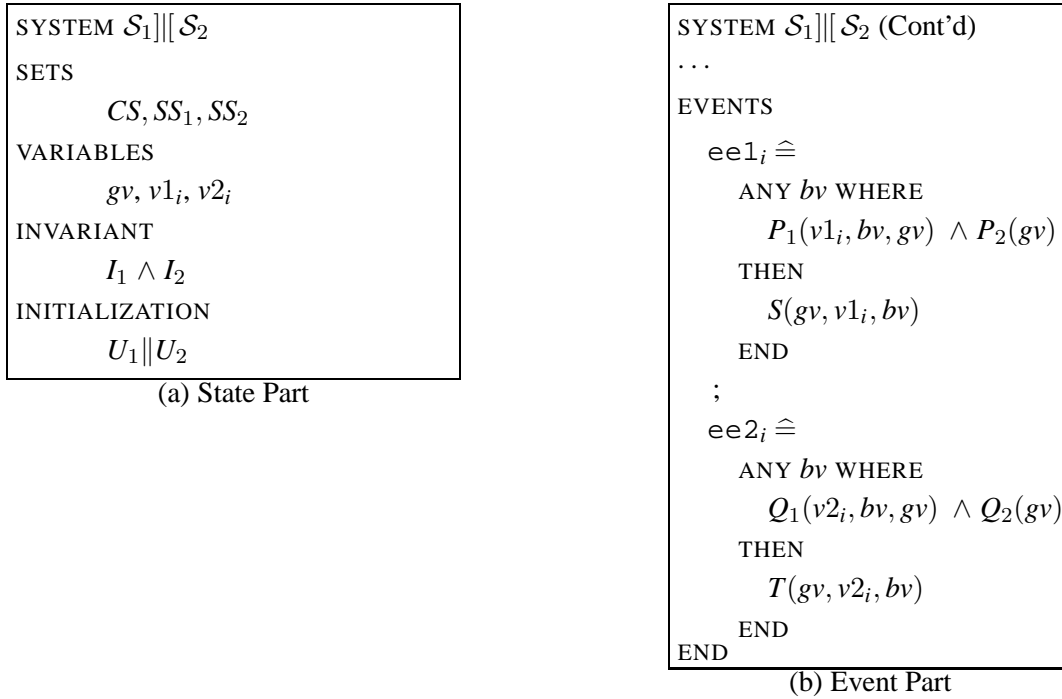 SYSTEM 𝒮₁]|[ 𝒮₂
SETS
CS, SS₁, SS₂
VARIABLES
gv, v1ᵢ, v2ᵢ
INVARIANT
I₁ ∧ I₂
INITIALIZATION
U₁‖U₂
(a) State Part
SYSTEM 𝒮₁]|[ 𝒮₂ (Cont'd)
· · ·
EVENTS
ee1ᵢ ≙
ANY bv WHERE
P₁(v1ᵢ, bv, gv) ∧ P₂(gv)
THEN
S(gv, v1ᵢ, bv)
END
;
ee2ᵢ ≙
ANY bv WHERE
Q₁(v2ᵢ, bv, gv) ∧ Q₂(gv)
THEN
T(gv, v2ᵢ, bv)
END
END
(b) Event Part